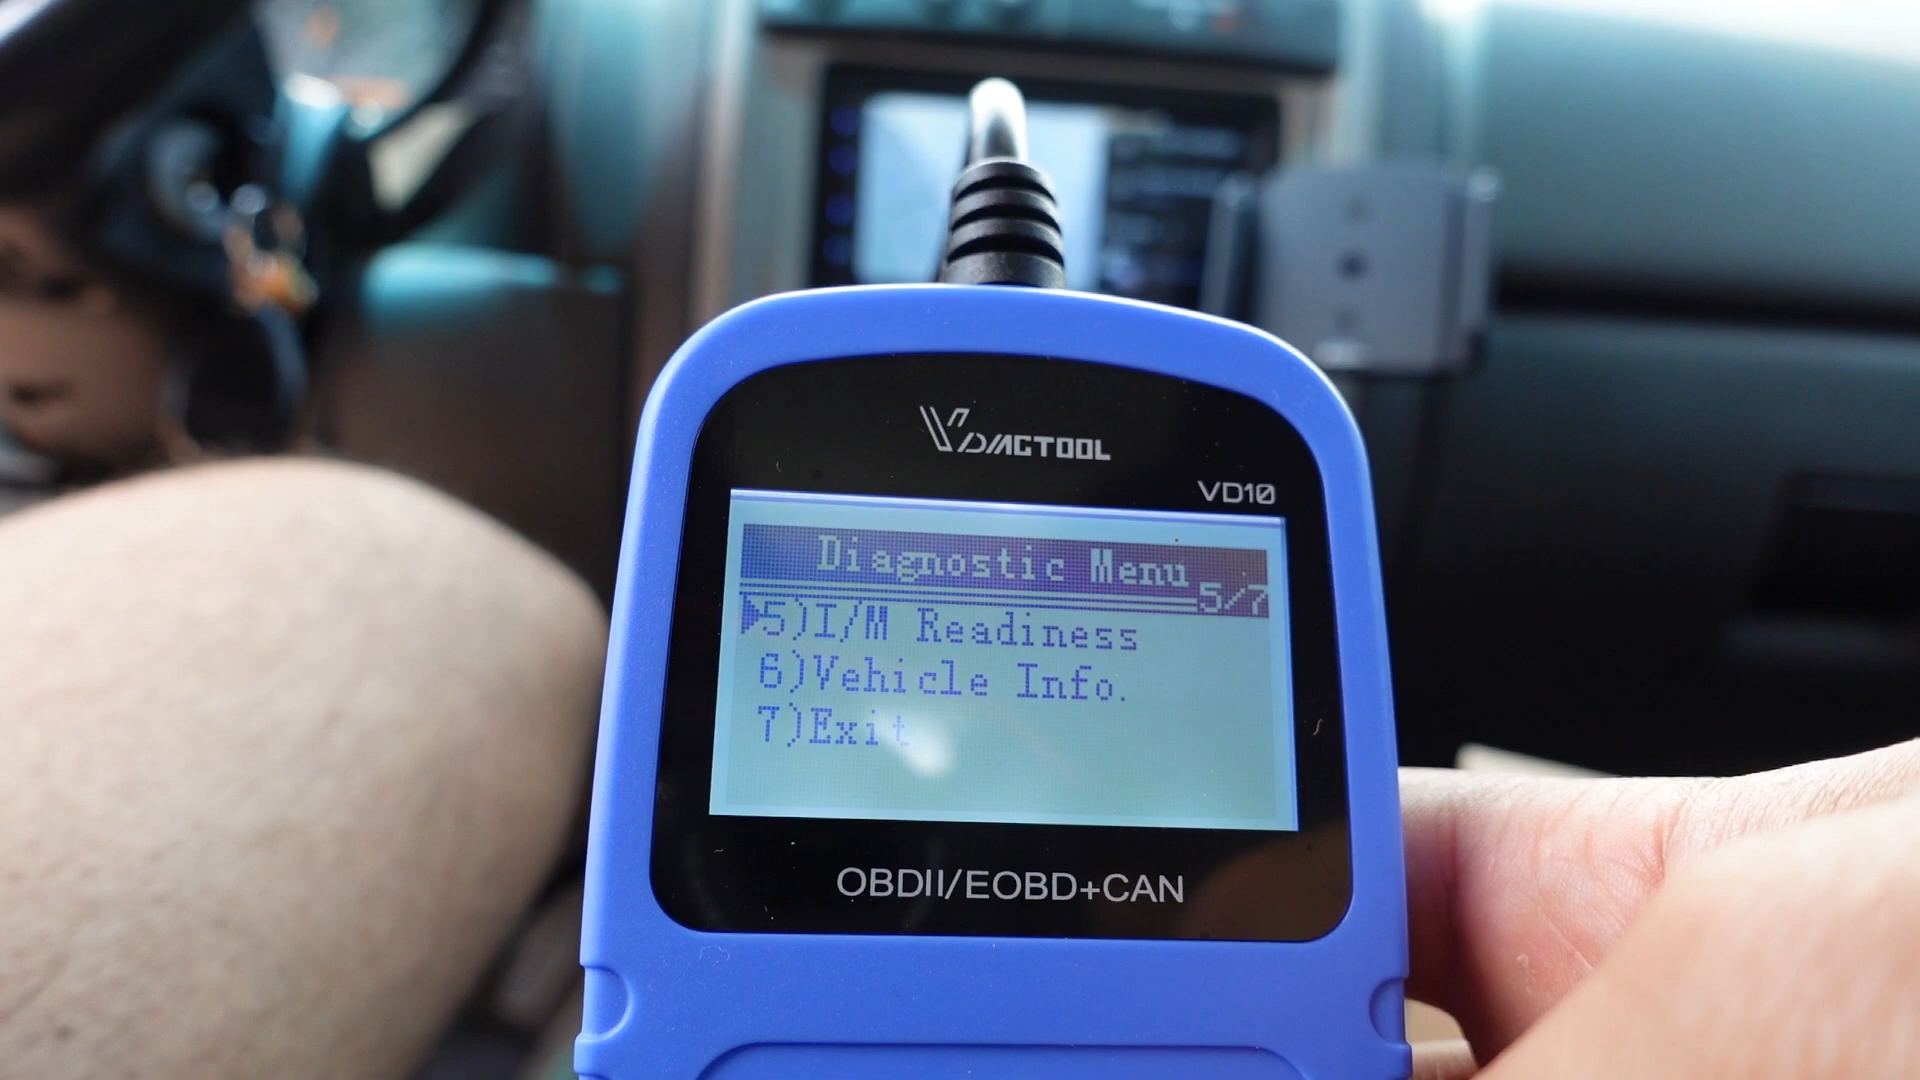 VDIAGTOOL
VD10
Diagnostic Menu
5/7
5)I/M Readiness
6)Vehicle Info.
7)Exit
OBDII/EOBD+CAN